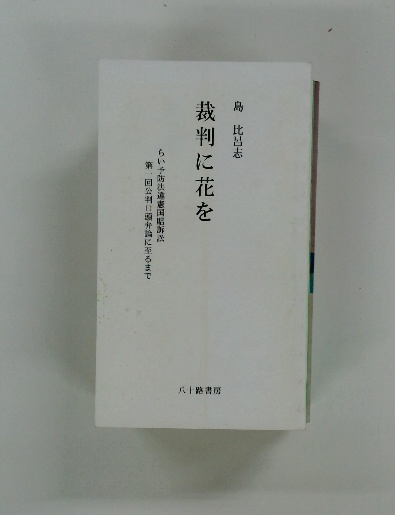 島 比呂志
裁判に花を
らい予防法違憲国賠訴訟
第一回公判口頭弁論に至るまで
八十路書房